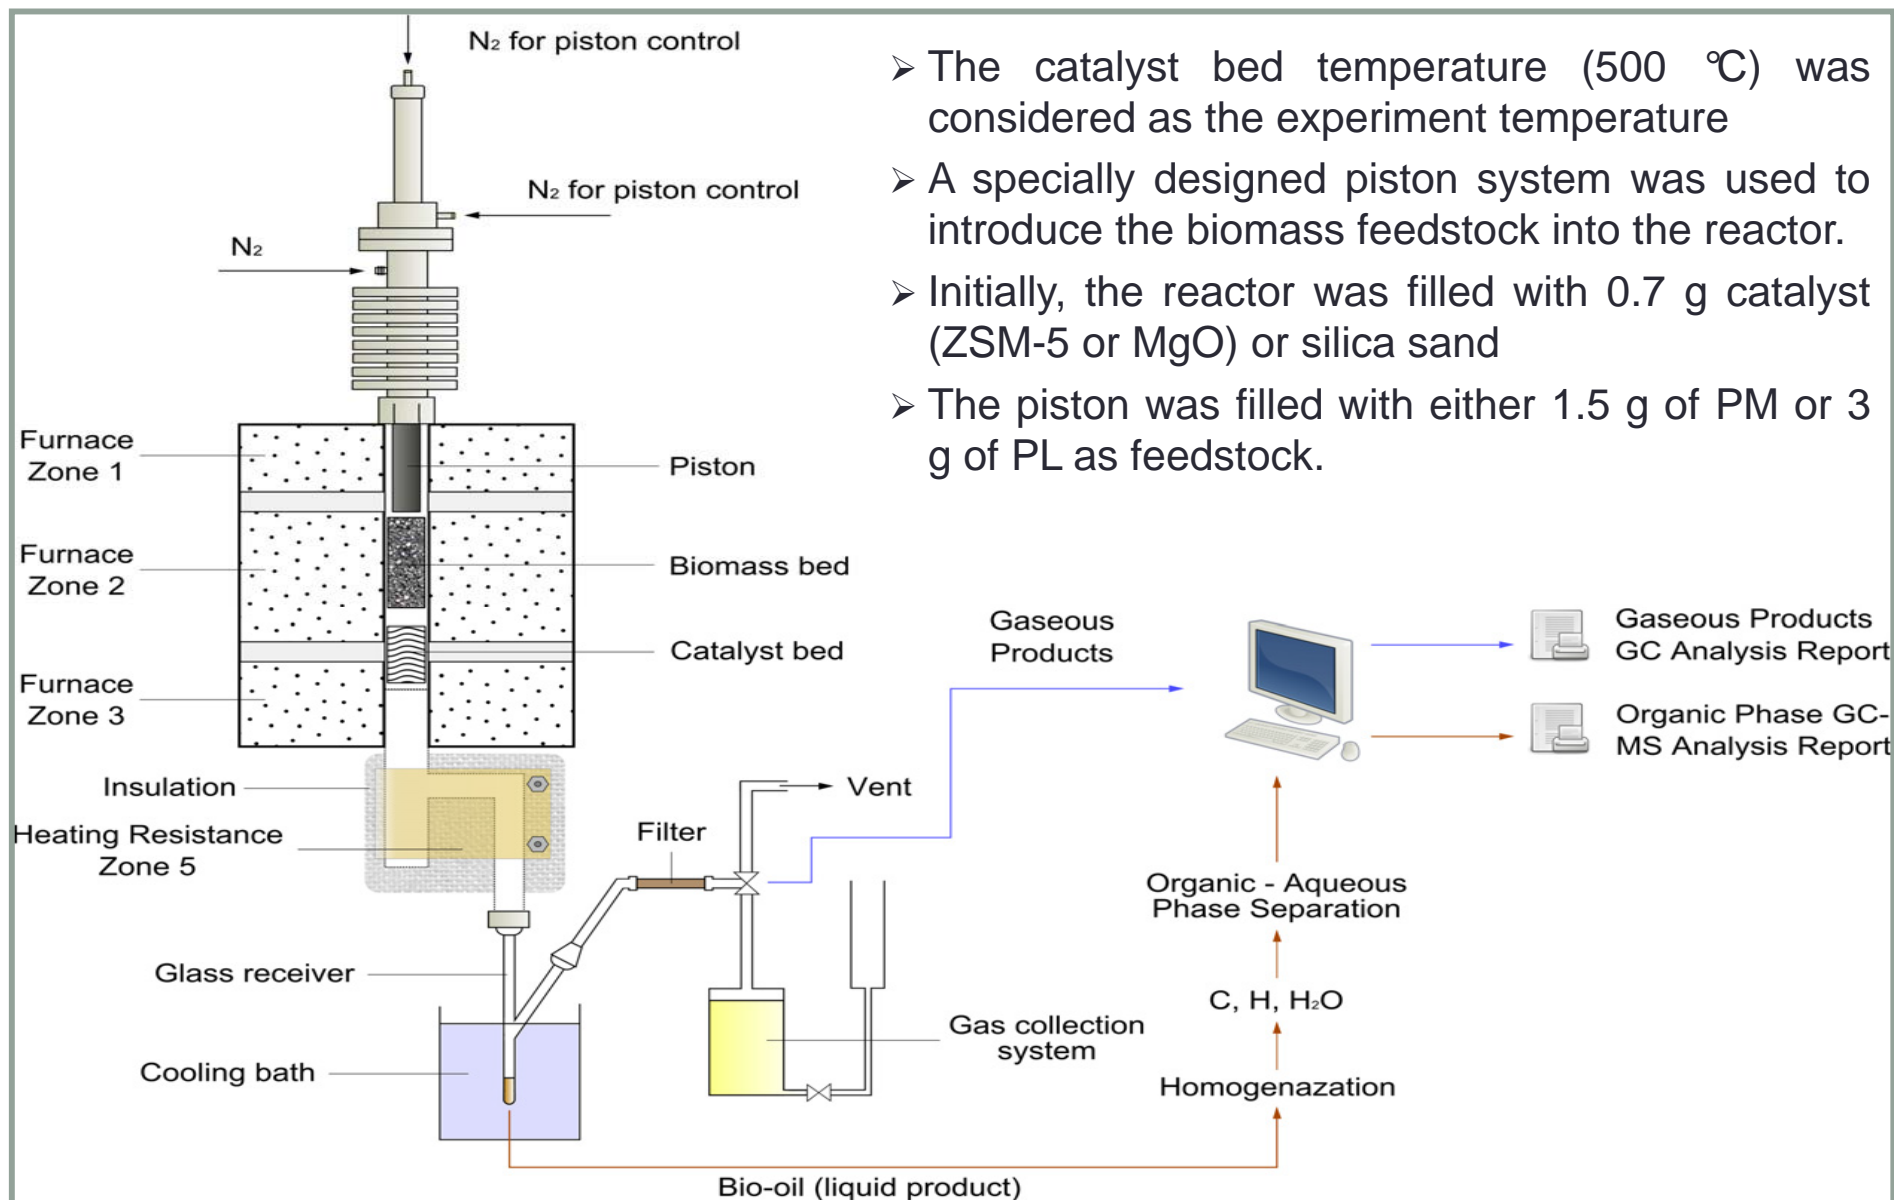 N₂ for piston control
N₂ for piston control
N₂
➢ The catalyst bed temperature (500 ℃) was
considered as the experiment temperature
➢ A specially designed piston system was used to
introduce the biomass feedstock into the reactor.
➢ Initially, the reactor was filled with 0.7 g catalyst
(ZSM-5 or MgO) or silica sand
➢ The piston was filled with either 1.5 g of PM or 3
g of PL as feedstock.
Furnace
Zone 1
Piston
Furnace
Zone 2
Biomass bed
Catalyst bed
Furnace
Zone 3
Insulation
Heating Resistance
Zone 5
Filter
Vent
Gaseous
Products
Gaseous Products
GC Analysis Report
Organic Phase GC-
MS Analysis Report
Organic - Aqueous
Phase Separation
C, H, H₂O
Homogenazation
Glass receiver
Cooling bath
Gas collection
system
Bio-oil (liquid product)